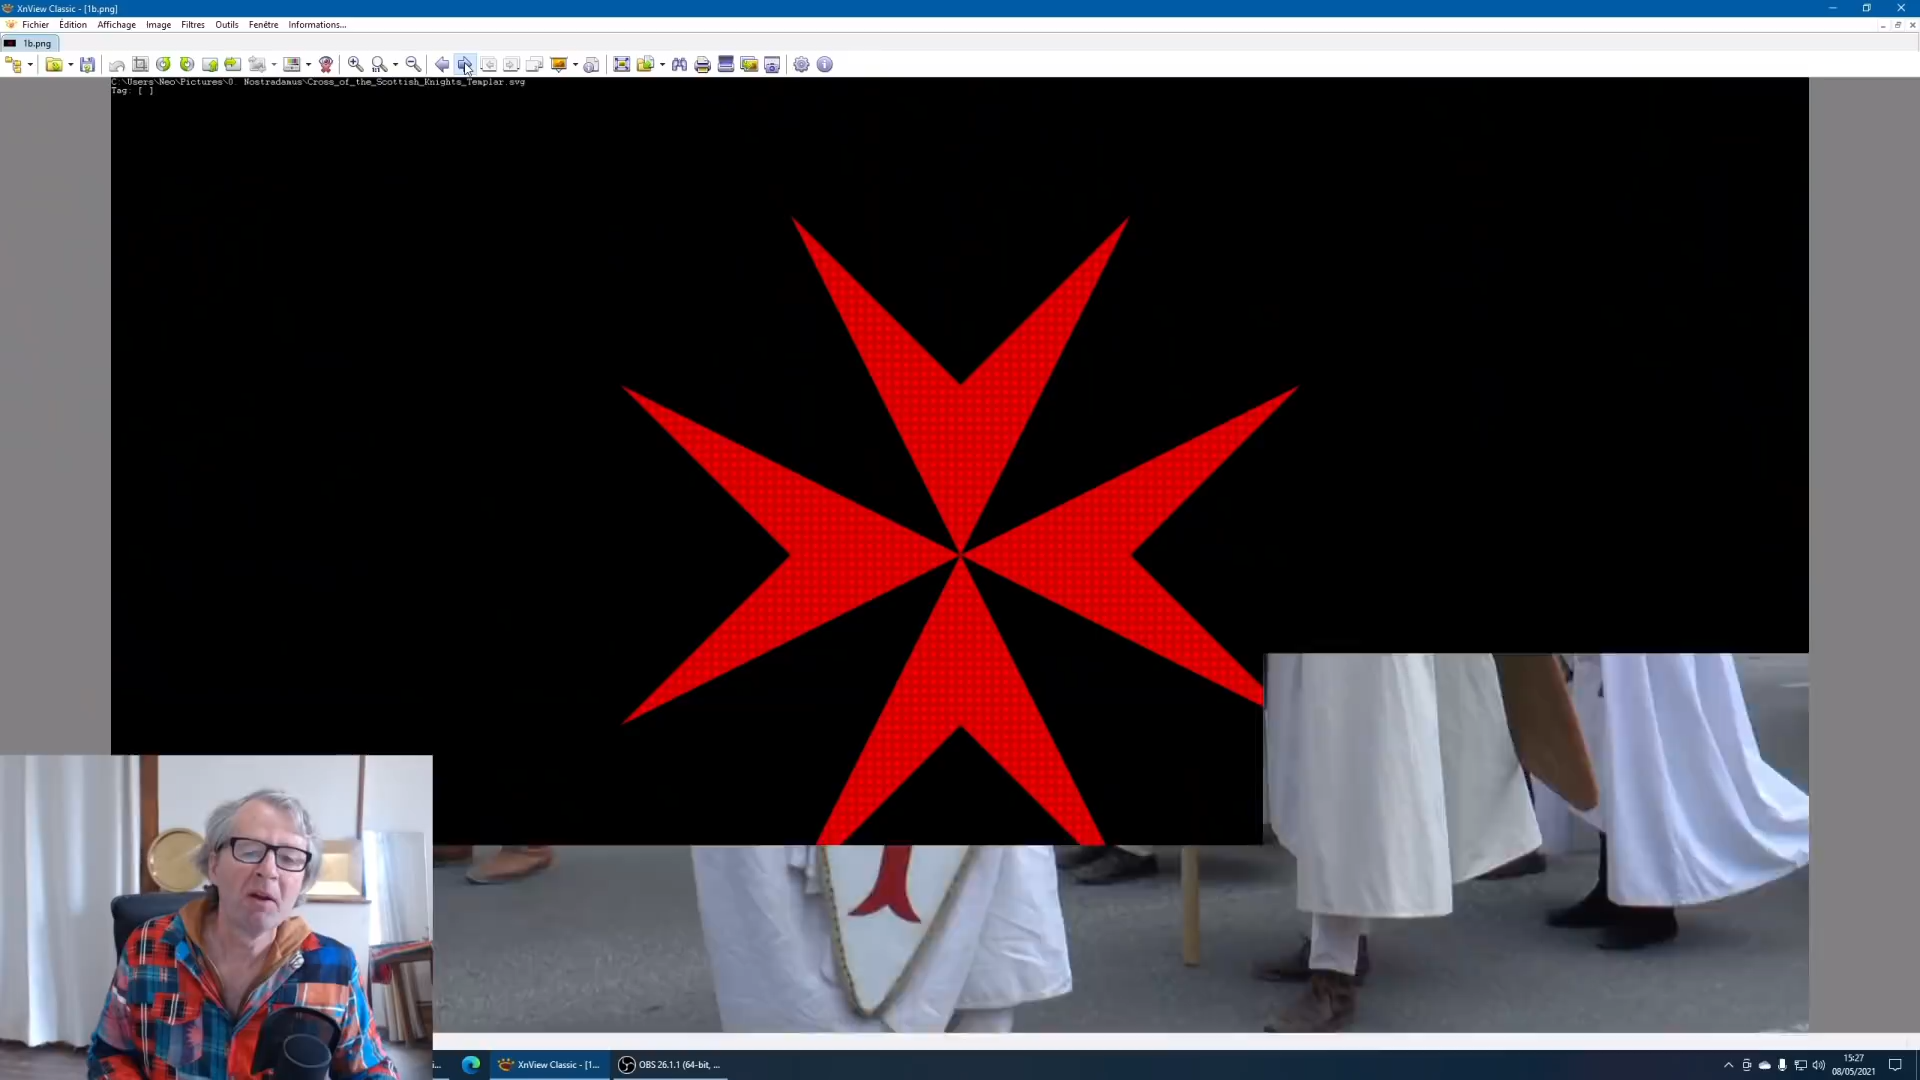 XnView Classic - [1b.png]
Fichier Édition Affichage Image Filtres Outils Fenêtre Informations...
1b.png
C:\Users\Neo\Pictures\0. Nostradamus\Cross_of_the_Scottish_Knights_Templar.svg
Tag: [ ]
XnView Classic - [1...
OBS 26.1.1 (64-bit, ...
15:27
08/05/2021